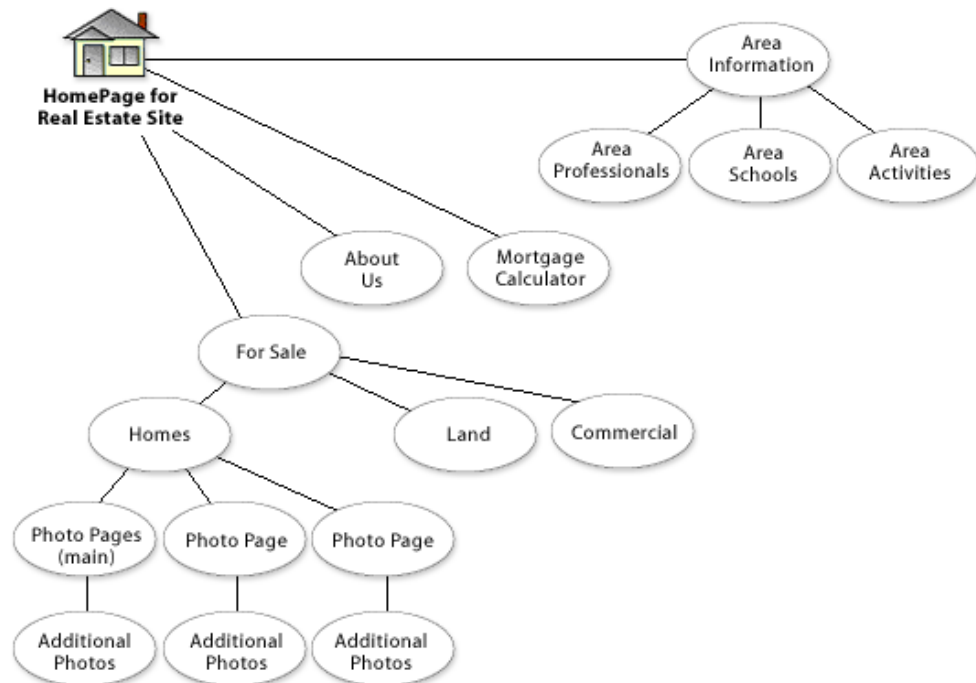 HomePage for
Real Estate Site
Area
Information
Area
Professionals
Area
Schools
Area
Activities
About
Us
Mortgage
Calculator
For Sale
Homes
Land
Commercial
Photo Pages
(main)
Photo Page
Photo Page
Additional
Photos
Additional
Photos
Additional
Photos